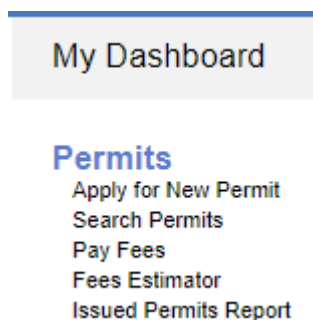 My Dashboard
Permits
Apply for New Permit
Search Permits
Pay Fees
Fees Estimator
Issued Permits Report